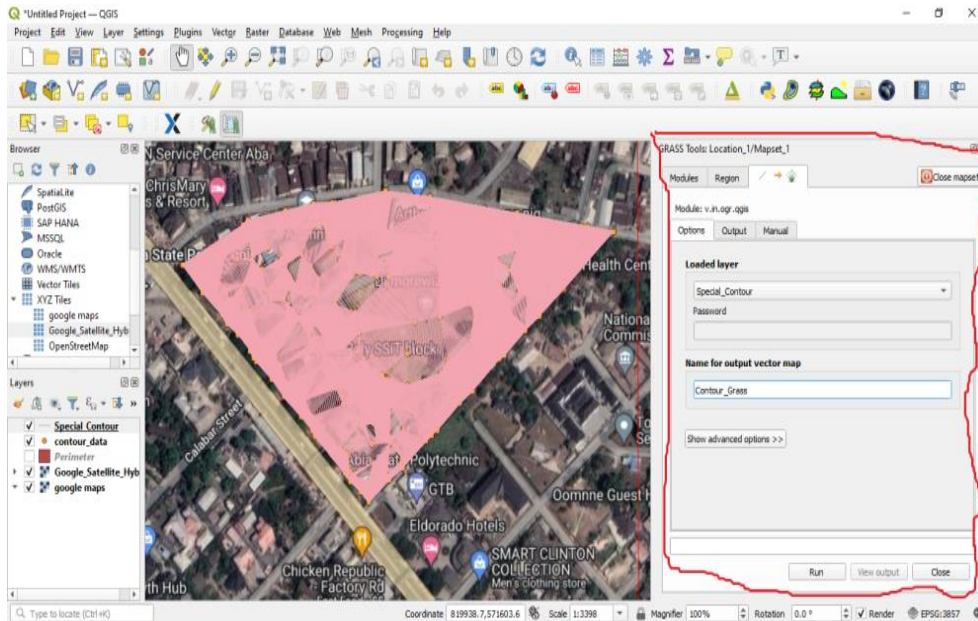 *Untitled Project — QGIS
Project Edit View Layer Settings Plugins Vector Raster Database Web Mesh Processing Help
abc
abc
Browser
SpatiaLite
PostGIS
SAP HANA
MSSQL
Oracle
WMS/WMTS
Vector Tiles
XYZ Tiles
google maps
Google_Satellite_Hyb
OpenStreetMap
Layers
Special Contour
contour_data
Perimeter
Google_Satellite_Hyb
google maps
N Service Center Aba
ChrisMary
s & Resort,
n State P
Health Cent
National
Commis
SSIT block
Calabar Street
Polytechnic
GTB
Oomnne Guest H
Eldorado Hotels
SMART CLINTON
COLLECTION
Men's clothing store
Chicken Republic
Factory Rd
rth Hub
GRASS Tools: Location_1/Mapset_1
Modules Region
Close mapset
Module: v.in.ogr.qgis
Options Output Manual
Loaded layer
Special_Contour
Password
Name for output vector map
Contour_Grass
Show advanced options >>
Run View output Close
Type to locate (Ctrl+K)
Coordinate 819938.7,571603.6 Scale 1:3398 Magnifier 100% Rotation 0.0 ° Render EPSG:3857